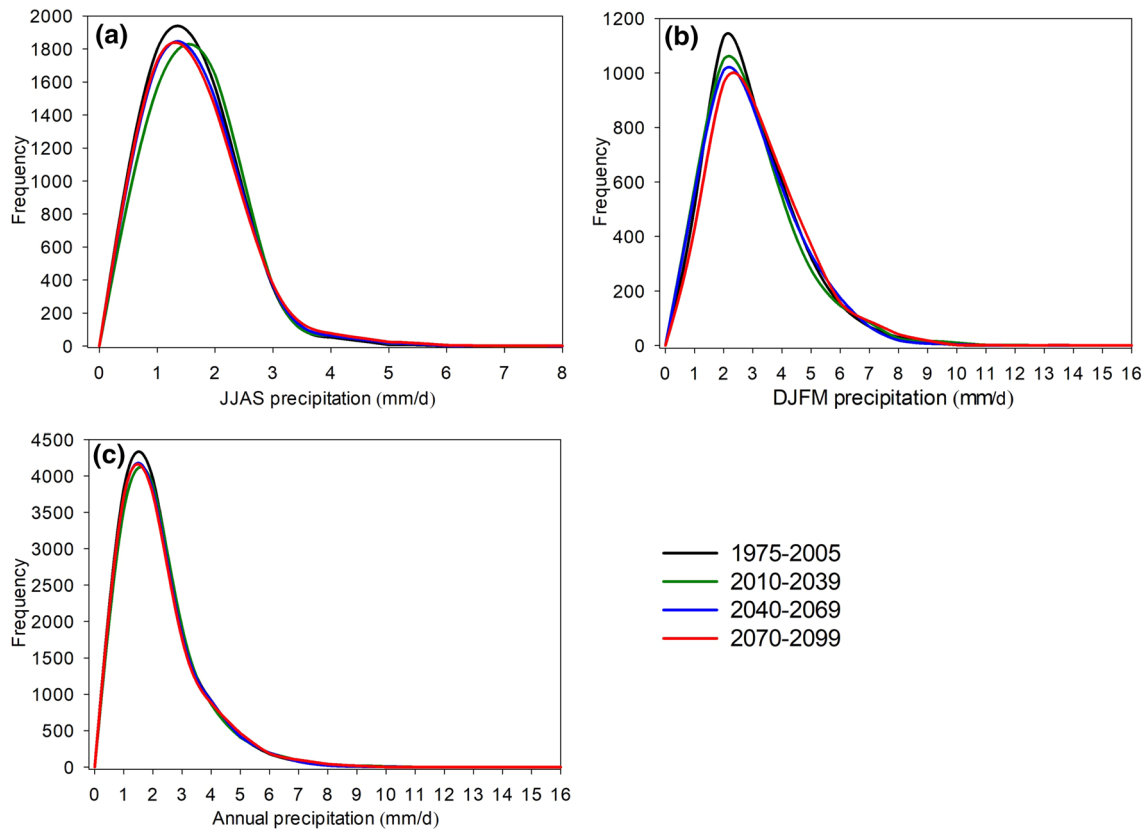 (a)
2000
1800
1600
1400
1200
1000
800
600
400
200
0
Frequency
0 1 2 3 4 5 6 7 8
JJAS precipitation (mm/d)
(b)
1200
1000
800
600
400
200
0
Frequency
0 1 2 3 4 5 6 7 8 9 10 11 12 13 14 15 16
DJFM precipitation (mm/d)
(c)
4500
4000
3500
3000
2500
2000
1500
1000
500
0
Frequency
0 1 2 3 4 5 6 7 8 9 10 11 12 13 14 15 16
Annual precipitation (mm/d)
1975-2005
2010-2039
2040-2069
2070-2099